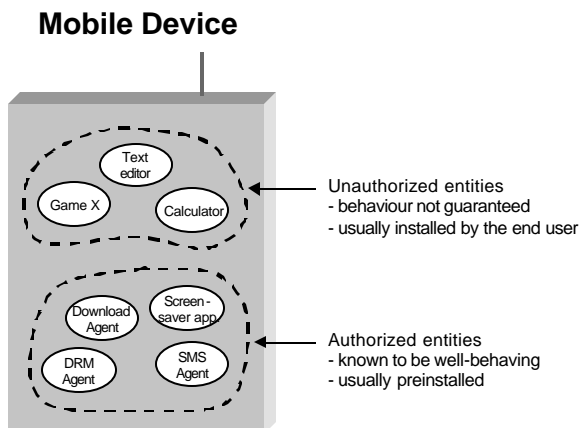 Mobile Device
Text
editor
Game X
Calculator
Unauthorized entities
- behaviour not guaranteed
- usually installed by the end user
Download
Agent
Screen-
saver app.
DRM
Agent
SMS
Agent
Authorized entities
- known to be well-behaving
- usually preinstalled